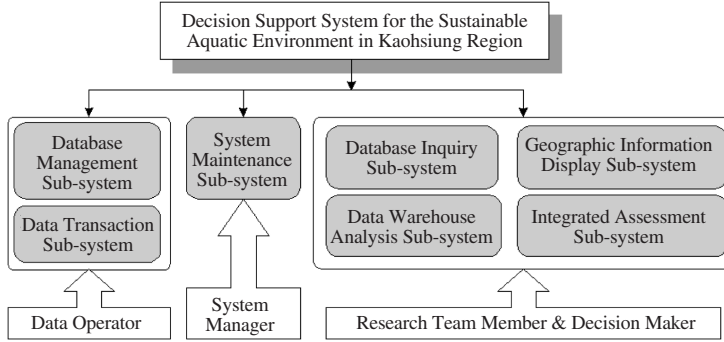 Decision Support System for the Sustainable
Aquatic Environment in Kaohsiung Region
Database
Management
Sub-system
Data Transaction
Sub-system
System
Maintenance
Sub-system
Database Inquiry
Sub-system
Geographic Information
Display Sub-system
Data Warehouse
Analysis Sub-system
Integrated Assessment
Sub-system
Data Operator
System
Manager
Research Team Member & Decision Maker